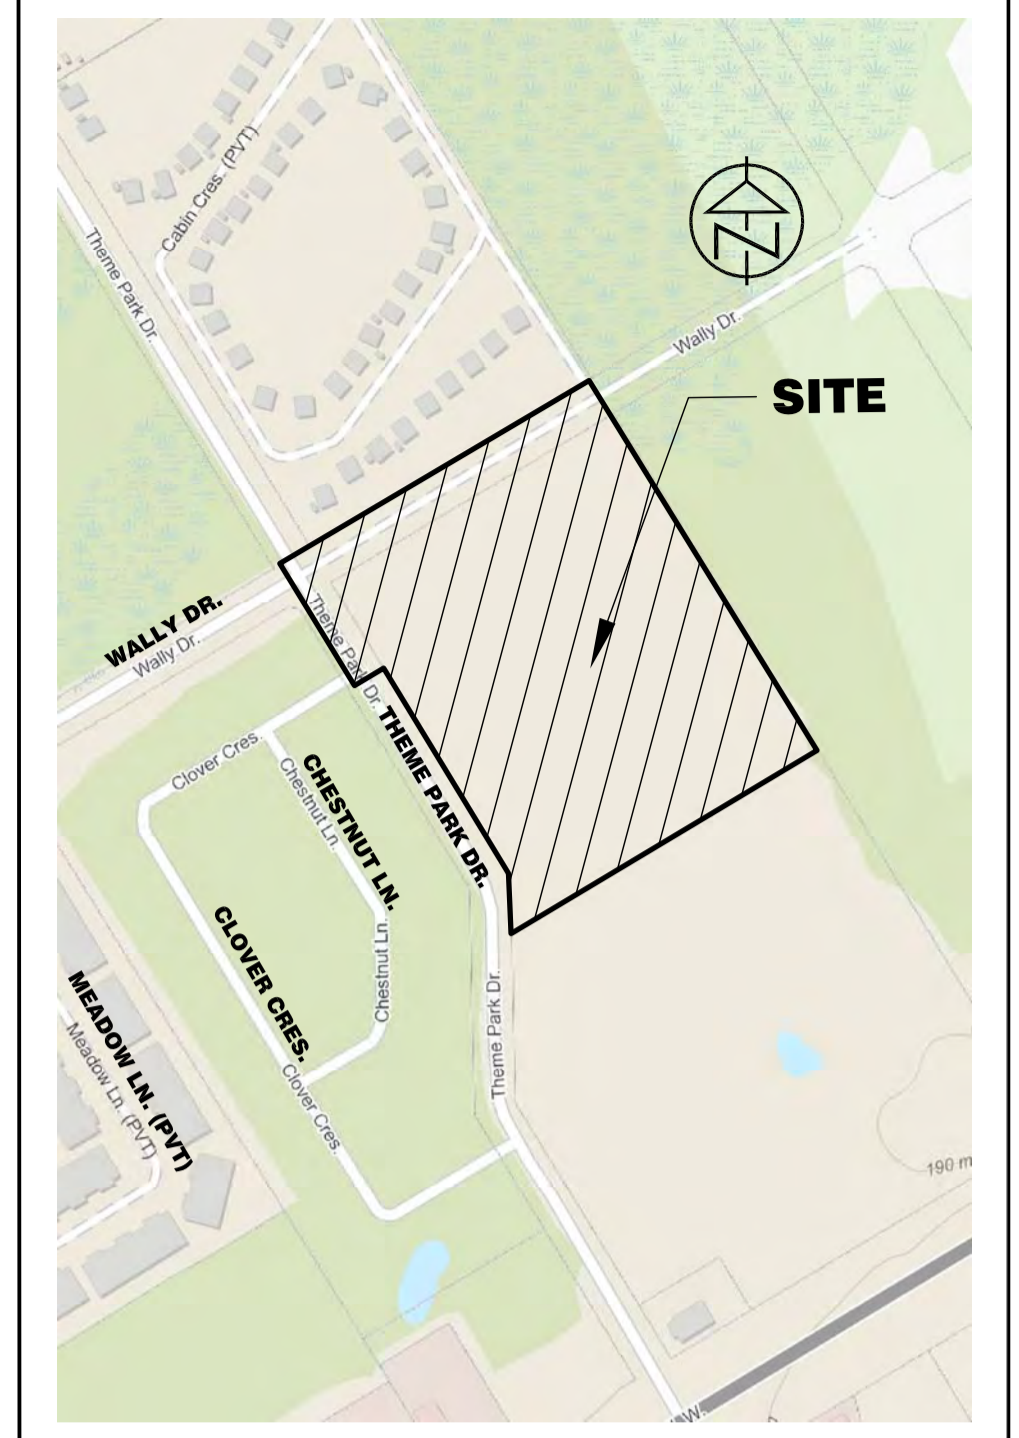 Cabin Cres. (PVT)
Theme Park Dr.
N
Wally Dr.
SITE
WALLY DR.
Wally Dr.
Theme Park Dr.
THEME PARK DR.
Clover Cres.
CHESTNUT LN.
Chestnut Ln.
CLOVER CRES.
Chestnut Ln.
MEADOW LN. (PVT)
Meadow Ln. (PVT)
Theme Park Dr.
Clover Cres.
190 m
W.